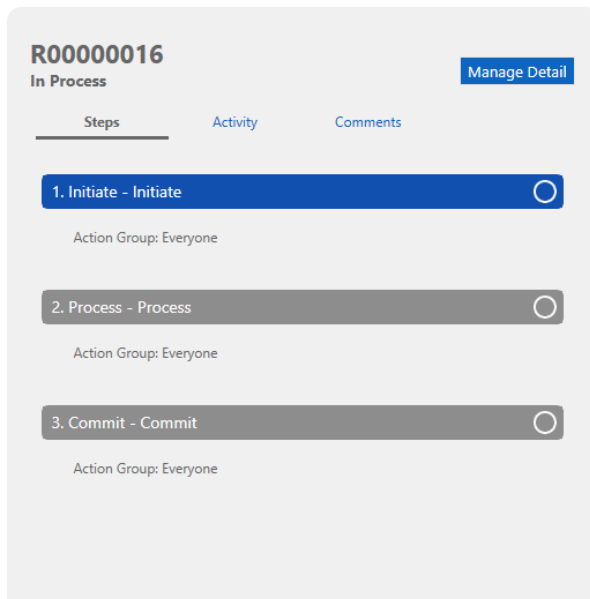 R00000016
In Process
Manage Detail
Steps Activity Comments
1. Initiate - Initiate
Action Group: Everyone
2. Process - Process
Action Group: Everyone
3. Commit - Commit
Action Group: Everyone